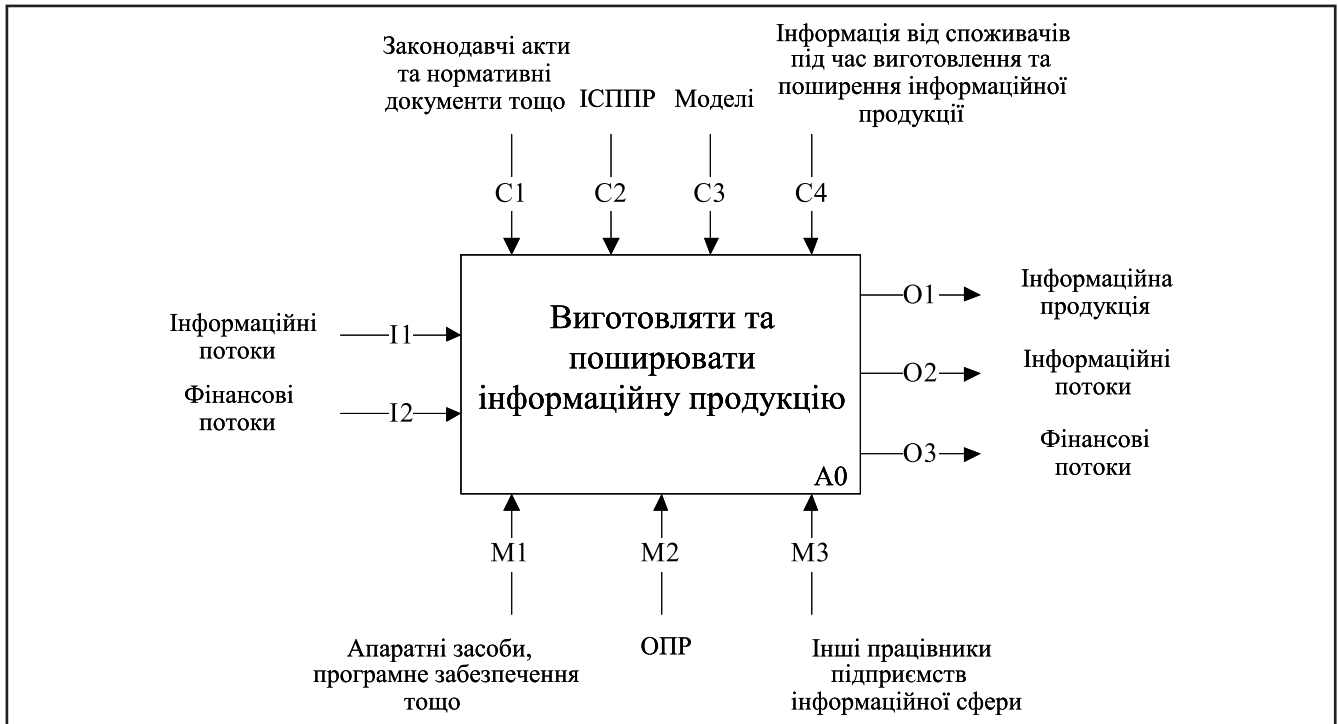 Законодавчі акти
та нормативні
документи тощо
ІСППР
Моделі
Інформація від споживачів
під час виготовлення та
поширення інформаційної
продукції
C1
C2
C3
C4
Інформаційні
потоки
I1
Фінансові
потоки
I2
Виготовляти та
поширювати
інформаційну продукцію
A0
O1
Інформаційна
продукція
O2
Інформаційні
потоки
O3
Фінансові
потоки
M1
M2
M3
Апаратні засоби,
програмне забезпечення
тощо
ОПР
Інші працівники
підприємств
інформаційної сфери